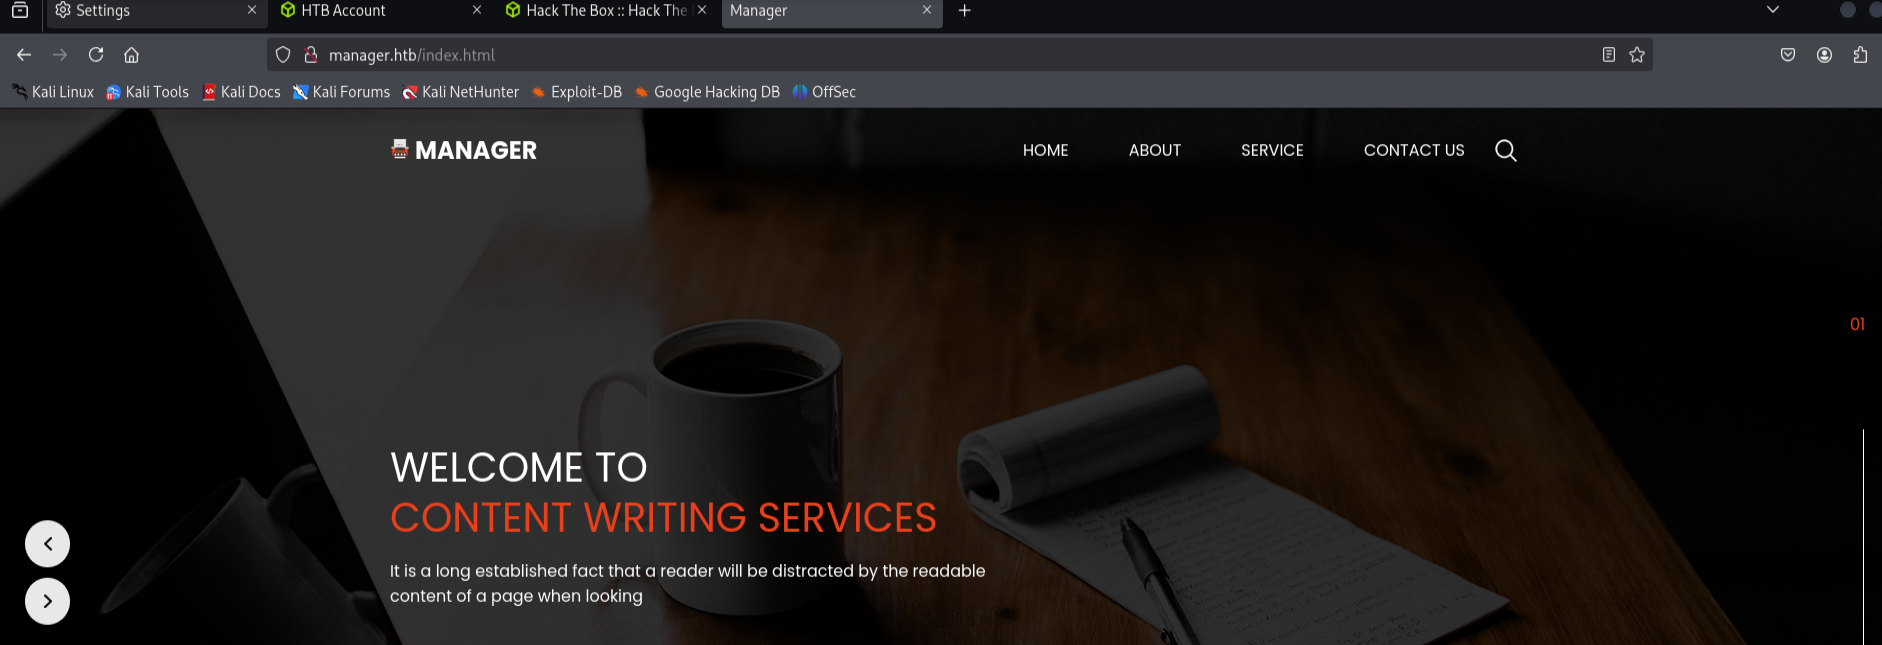 Settings
HTB Account
Hack The Box :: Hack The
Manager
manager.htb/index.html
Kali Linux
Kali Tools
Kali Docs
Kali Forums
Kali NetHunter
Exploit-DB
Google Hacking DB
OffSec
MANAGER
HOME
ABOUT
SERVICE
CONTACT US
01
WELCOME TO
CONTENT WRITING SERVICES
It is a long established fact that a reader will be distracted by the readable
content of a page when looking